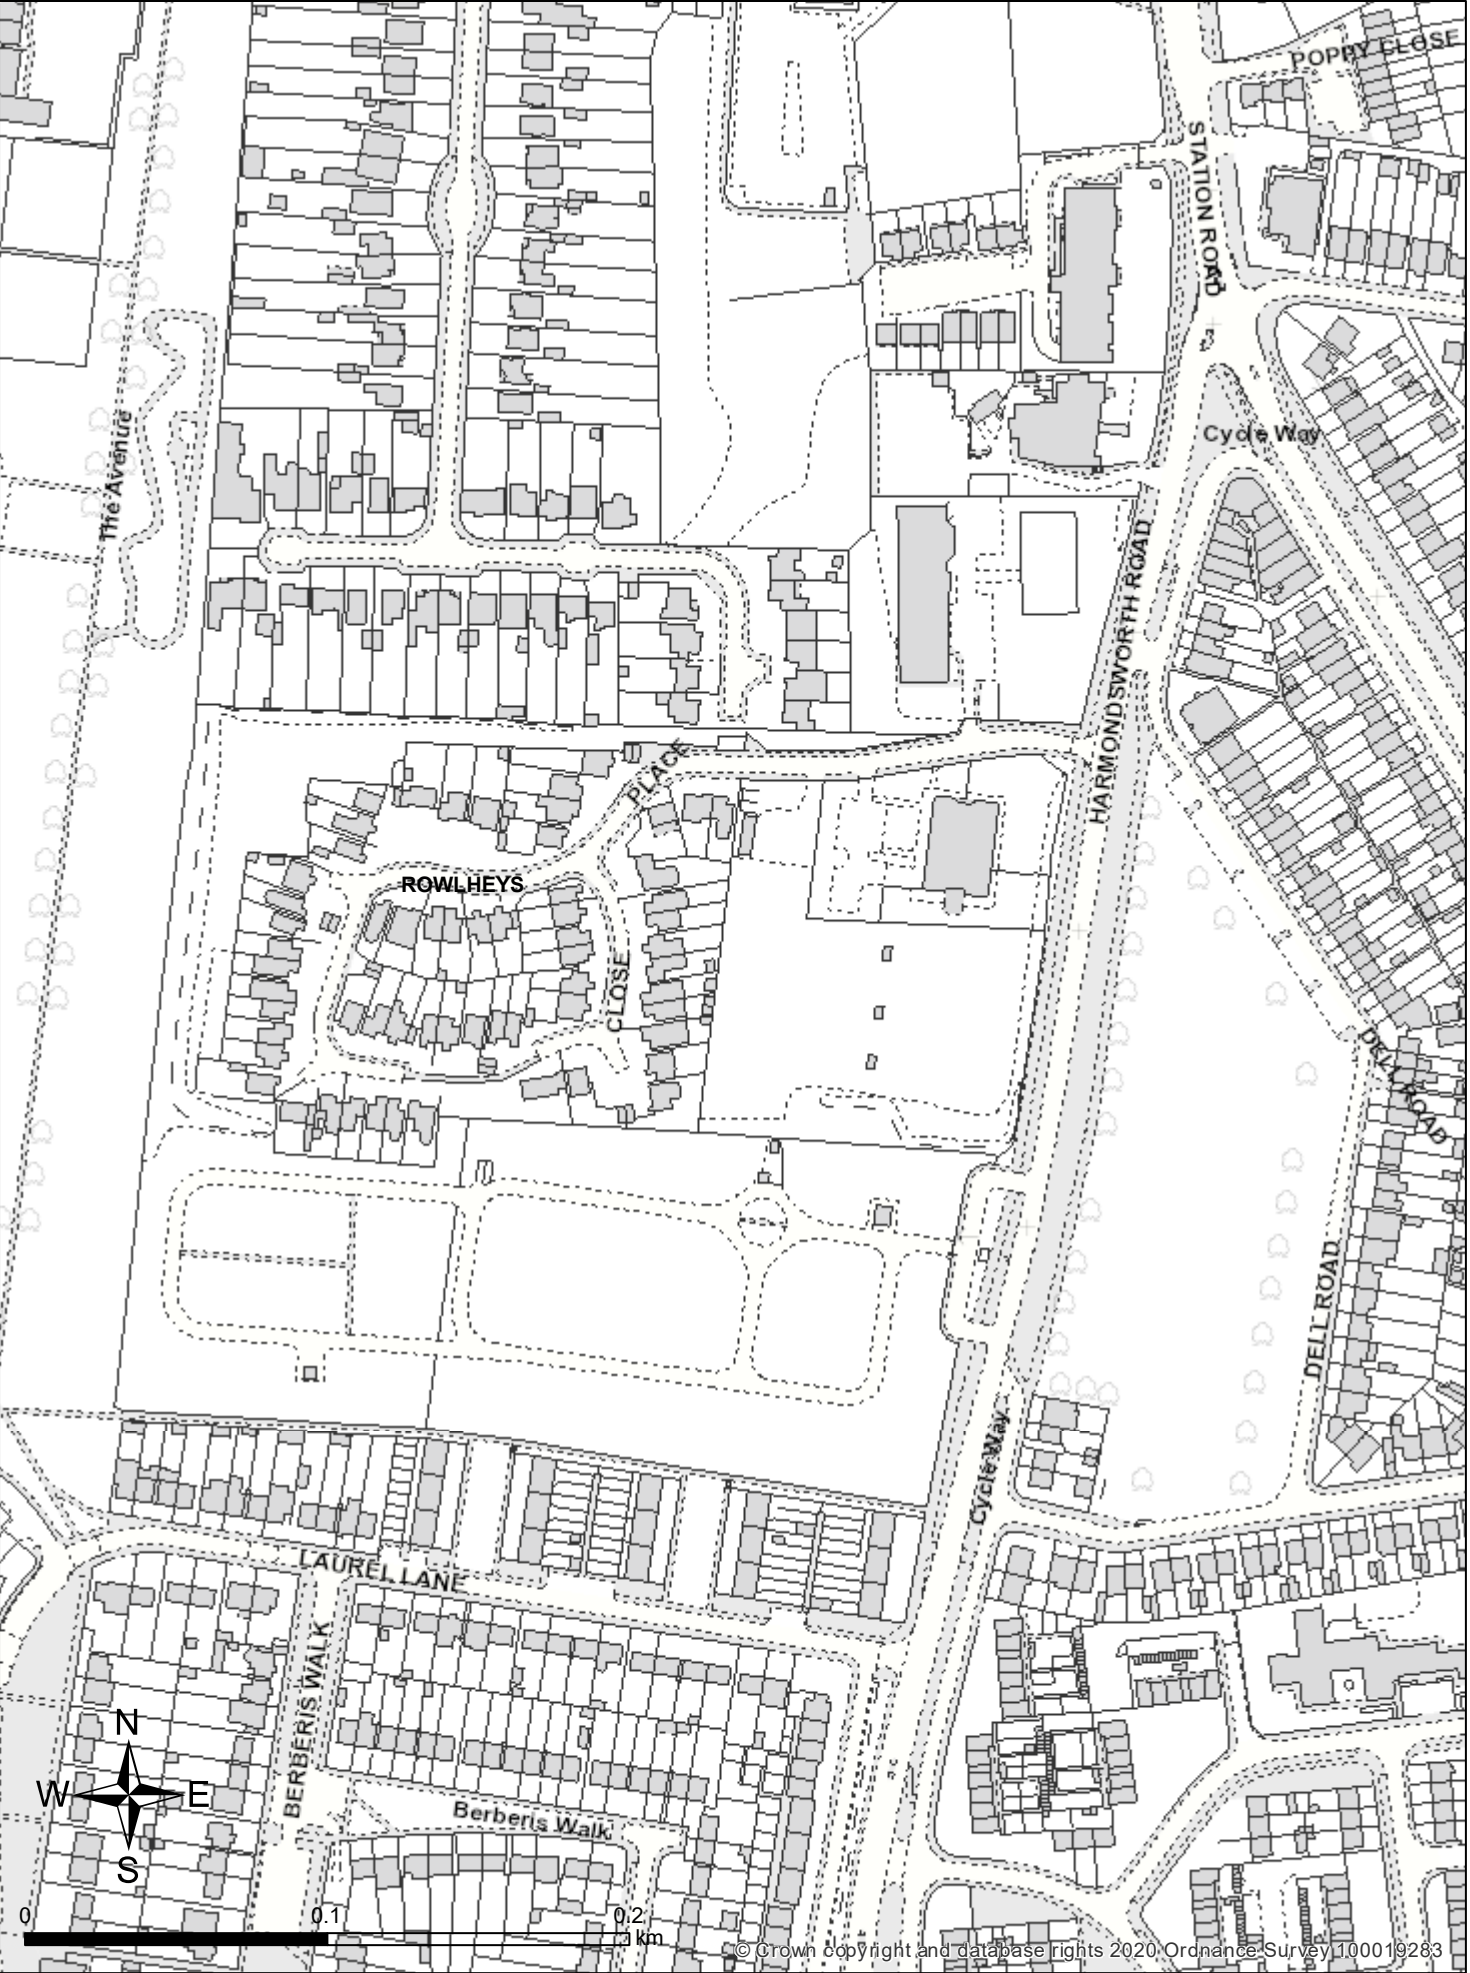 POPPY CLOSE
STATION ROAD
Cycle Way
The Avenue
HARMONDSWORTH ROAD
PLACE
ROWLHEYS
CLOSE
DELL ROAD
DELL ROAD
Cycle Way
LAUREL LANE
BERBERIS WALK
Berberis Walk
N
W E
S
0 0.1 0.2
km
© Crown copyright and database rights 2020 Ordnance Survey 100019283